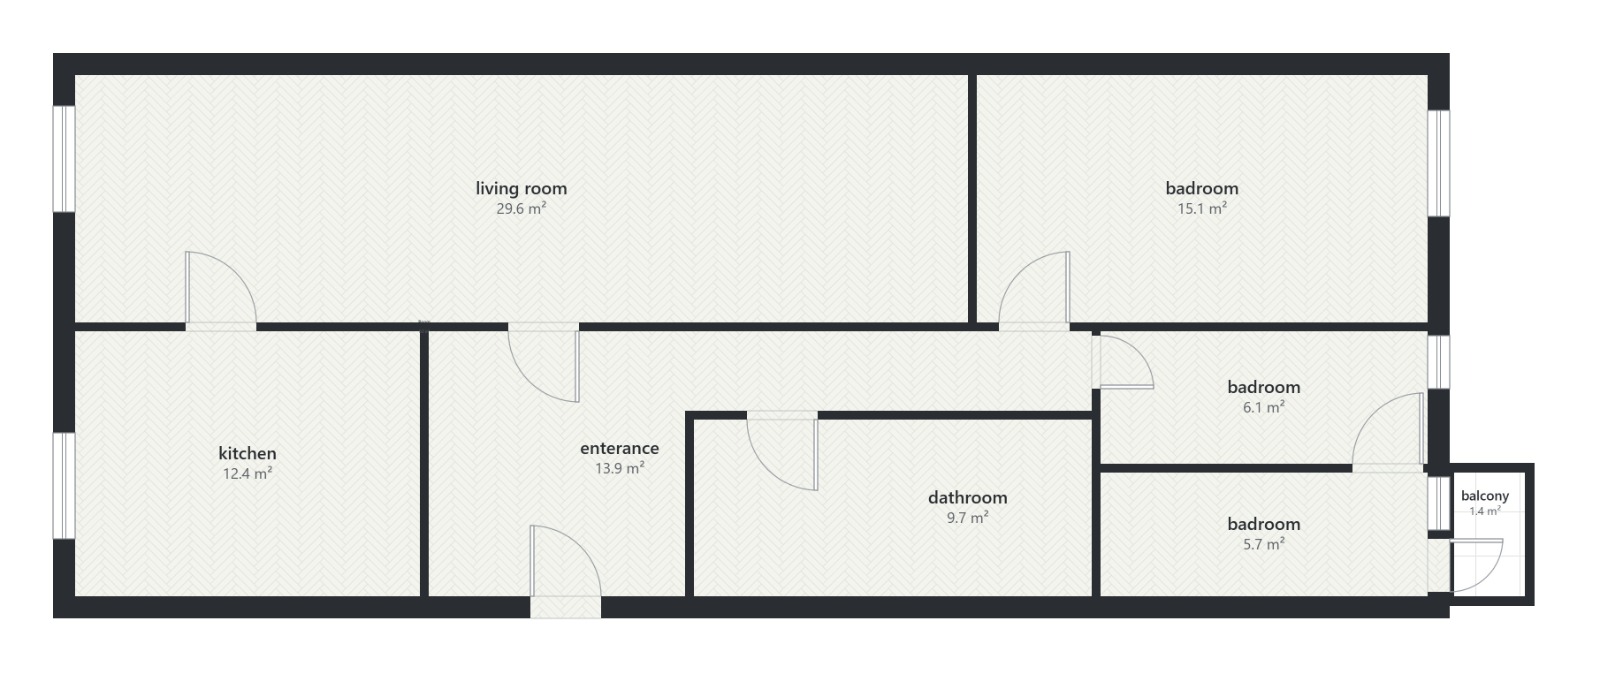 living room
29.6 m²
badroom
15.1 m²
badroom
6.1 m²
kitchen
12.4 m²
enterance
13.9 m²
dathroom
9.7 m²
badroom
5.7 m²
balcony
1.4 m²